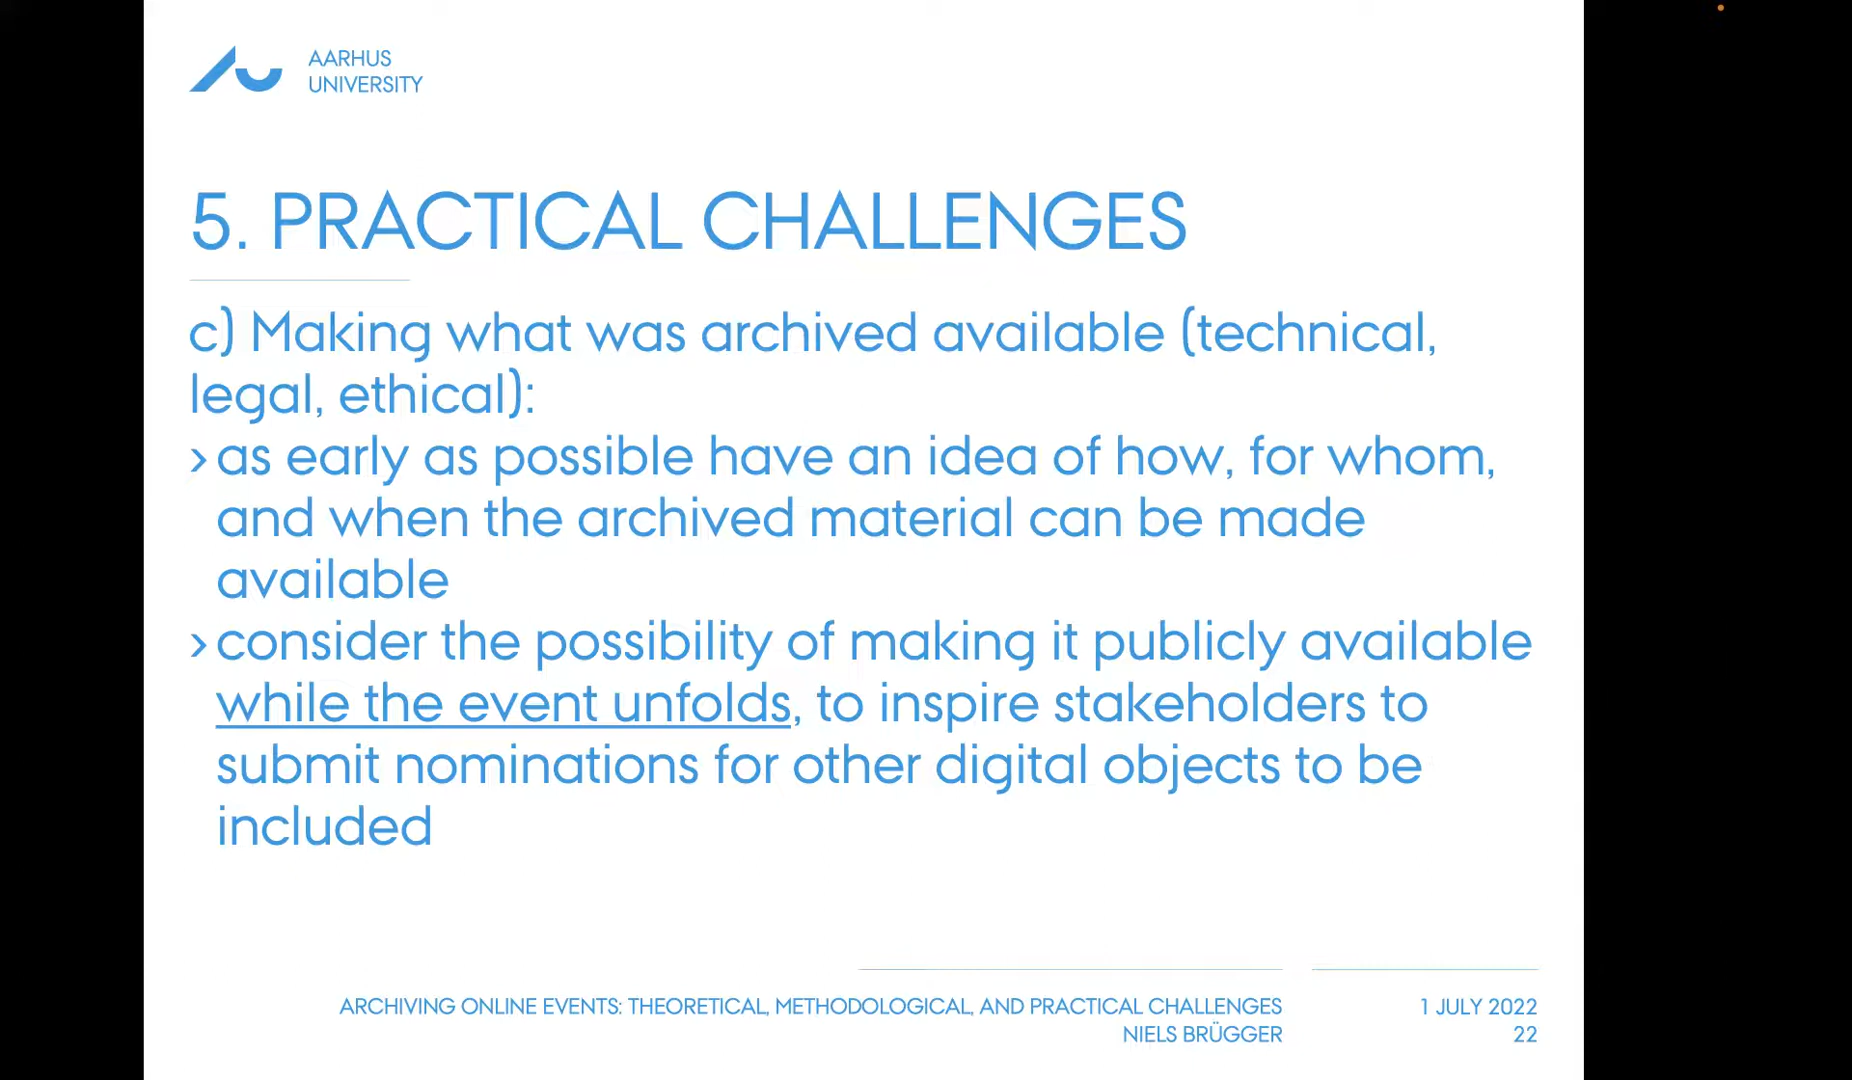 AARHUS
UNIVERSITY
5. PRACTICAL CHALLENGES
c) Making what was archived available (technical,
legal, ethical):
› as early as possible have an idea of how, for whom,
and when the archived material can be made
available
› consider the possibility of making it publicly available
while the event unfolds, to inspire stakeholders to
submit nominations for other digital objects to be
included
ARCHIVING ONLINE EVENTS: THEORETICAL, METHODOLOGICAL, AND PRACTICAL CHALLENGES
NIELS BRÜGGER
1 JULY 2022
22